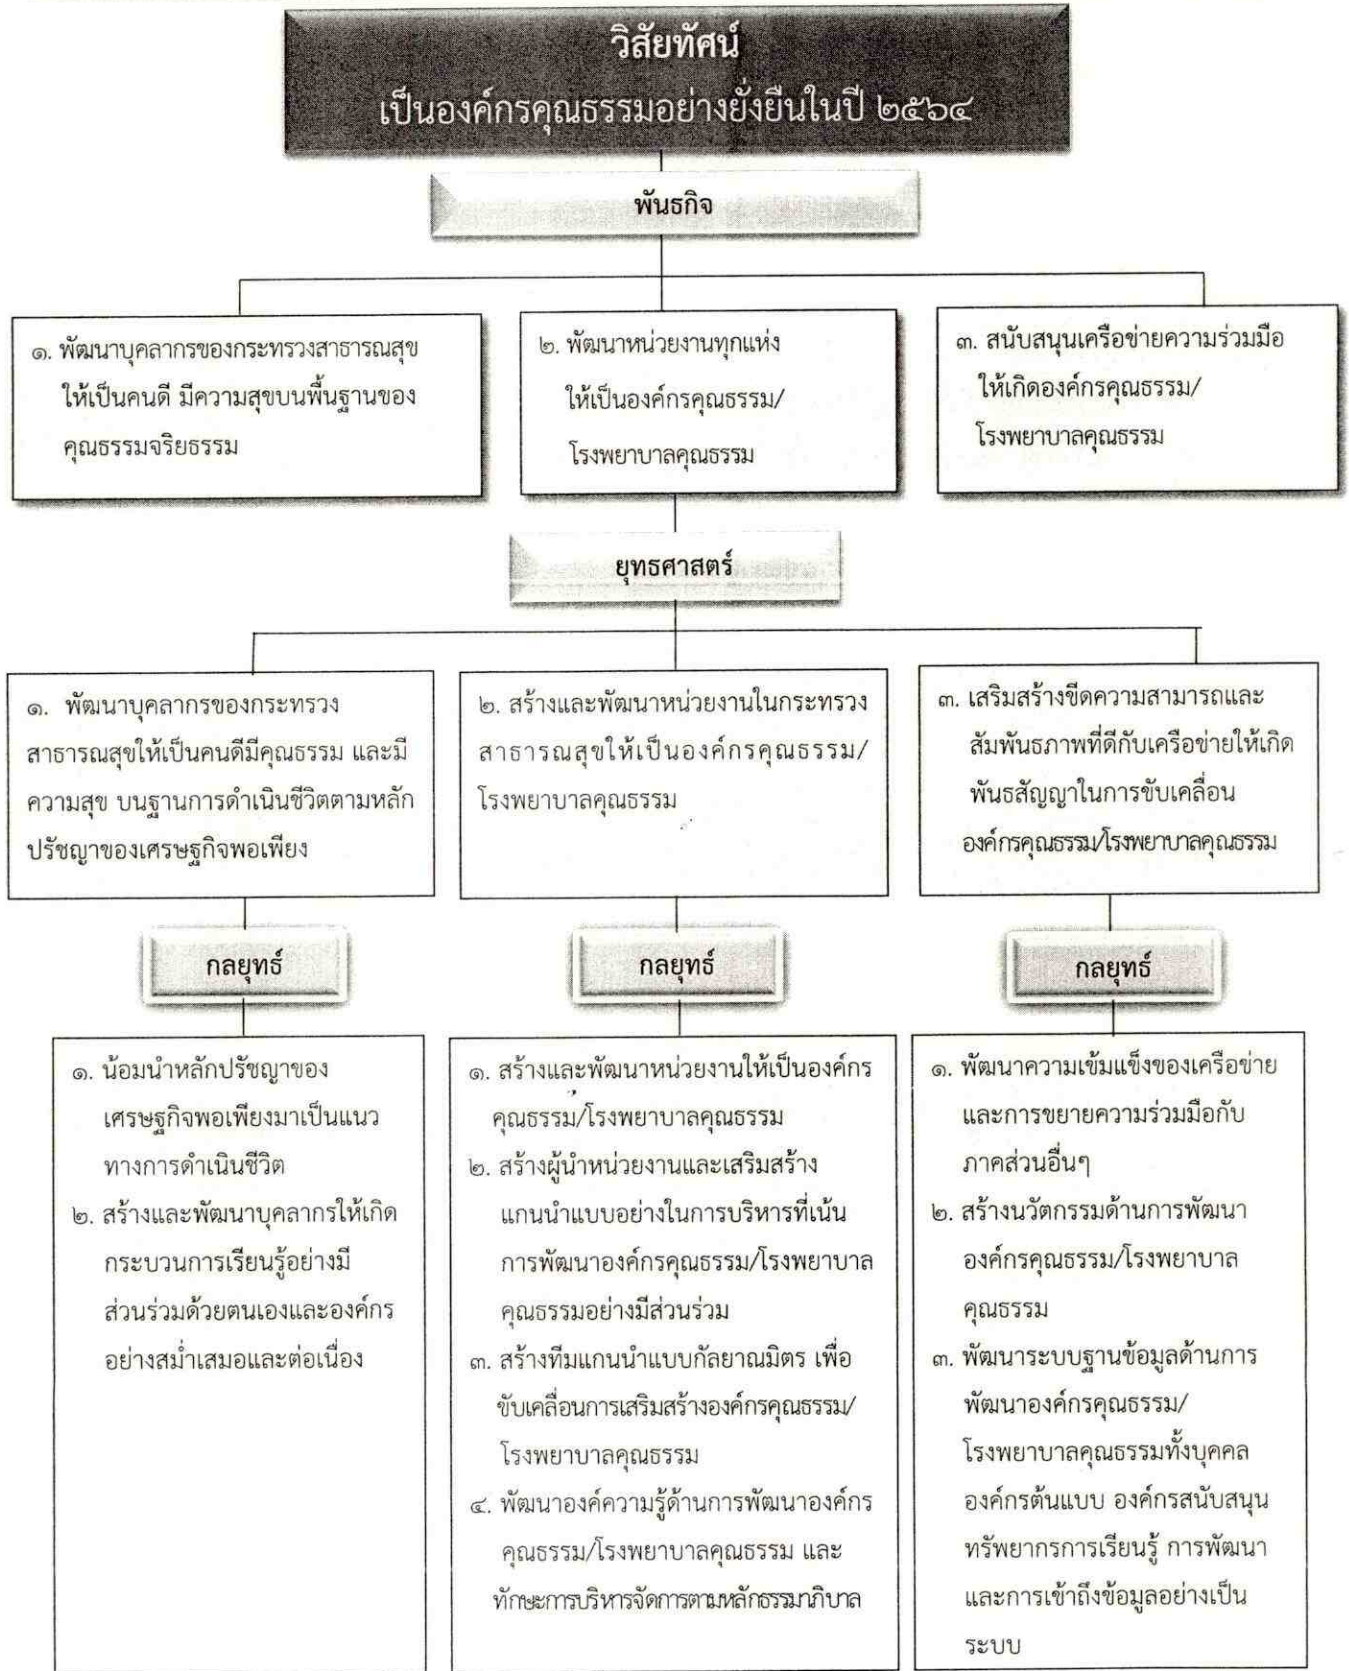 วิสัยทัศน์
เป็นองค์กรคุณธรรมอย่างยั่งยืนในปี ๒๕๖๔
พันธกิจ
๑. พัฒนาบุคลากรของกระทรวงสาธารณสุข
ให้เป็นคนดี มีความสุขบนพื้นฐานของ
คุณธรรมจริยธรรม
๒. พัฒนาหน่วยงานทุกแห่ง
ให้เป็นองค์กรคุณธรรม/
โรงพยาบาลคุณธรรม
๓. สนับสนุนเครือข่ายความร่วมมือ
ให้เกิดองค์กรคุณธรรม/
โรงพยาบาลคุณธรรม
ยุทธศาสตร์
๑. พัฒนาบุคลากรของกระทรวง
สาธารณสุขให้เป็นคนดีมีคุณธรรม และมี
ความสุข บนฐานการดำเนินชีวิตตามหลัก
ปรัชญาของเศรษฐกิจพอเพียง
๒. สร้างและพัฒนาหน่วยงานในกระทรวง
สาธารณสุขให้เป็นองค์กรคุณธรรม/
โรงพยาบาลคุณธรรม
๓. เสริมสร้างขีดความสามารถและ
สัมพันธภาพที่ดีกับเครือข่ายให้เกิด
พันธสัญญาในการขับเคลื่อน
องค์กรคุณธรรม/โรงพยาบาลคุณธรรม
กลยุทธ์
กลยุทธ์
กลยุทธ์
๑. น้อมนำหลักปรัชญาของ
เศรษฐกิจพอเพียงมาเป็นแนว
ทางการดำเนินชีวิต
๒. สร้างและพัฒนาบุคลากรให้เกิด
กระบวนการเรียนรู้อย่างมี
ส่วนร่วมด้วยตนเองและองค์กร
อย่างสม่ำเสมอและต่อเนื่อง
๑. สร้างและพัฒนาหน่วยงานให้เป็นองค์กร
คุณธรรม/โรงพยาบาลคุณธรรม
๒. สร้างผู้นำหน่วยงานและเสริมสร้าง
แกนนำแบบอย่างในการบริหารที่เน้น
การพัฒนาองค์กรคุณธรรม/โรงพยาบาล
คุณธรรมอย่างมีส่วนร่วม
๓. สร้างทีมแกนนำแบบกัลยาณมิตร เพื่อ
ขับเคลื่อนการเสริมสร้างองค์กรคุณธรรม/
โรงพยาบาลคุณธรรม
๔. พัฒนาองค์ความรู้ด้านการพัฒนาองค์กร
คุณธรรม/โรงพยาบาลคุณธรรม และ
ทักษะการบริหารจัดการตามหลักธรรมาภิบาล
๑. พัฒนาความเข้มแข็งของเครือข่าย
และการขยายความร่วมมือกับ
ภาคส่วนอื่นๆ
๒. สร้างนวัตกรรมด้านการพัฒนา
องค์กรคุณธรรม/โรงพยาบาล
คุณธรรม
๓. พัฒนาระบบฐานข้อมูลด้านการ
พัฒนาองค์กรคุณธรรม/
โรงพยาบาลคุณธรรมทั้งบุคคล
องค์กรต้นแบบ องค์กรสนับสนุน
ทรัพยากรการเรียนรู้ การพัฒนา
และการเข้าถึงข้อมูลอย่างเป็น
ระบบ